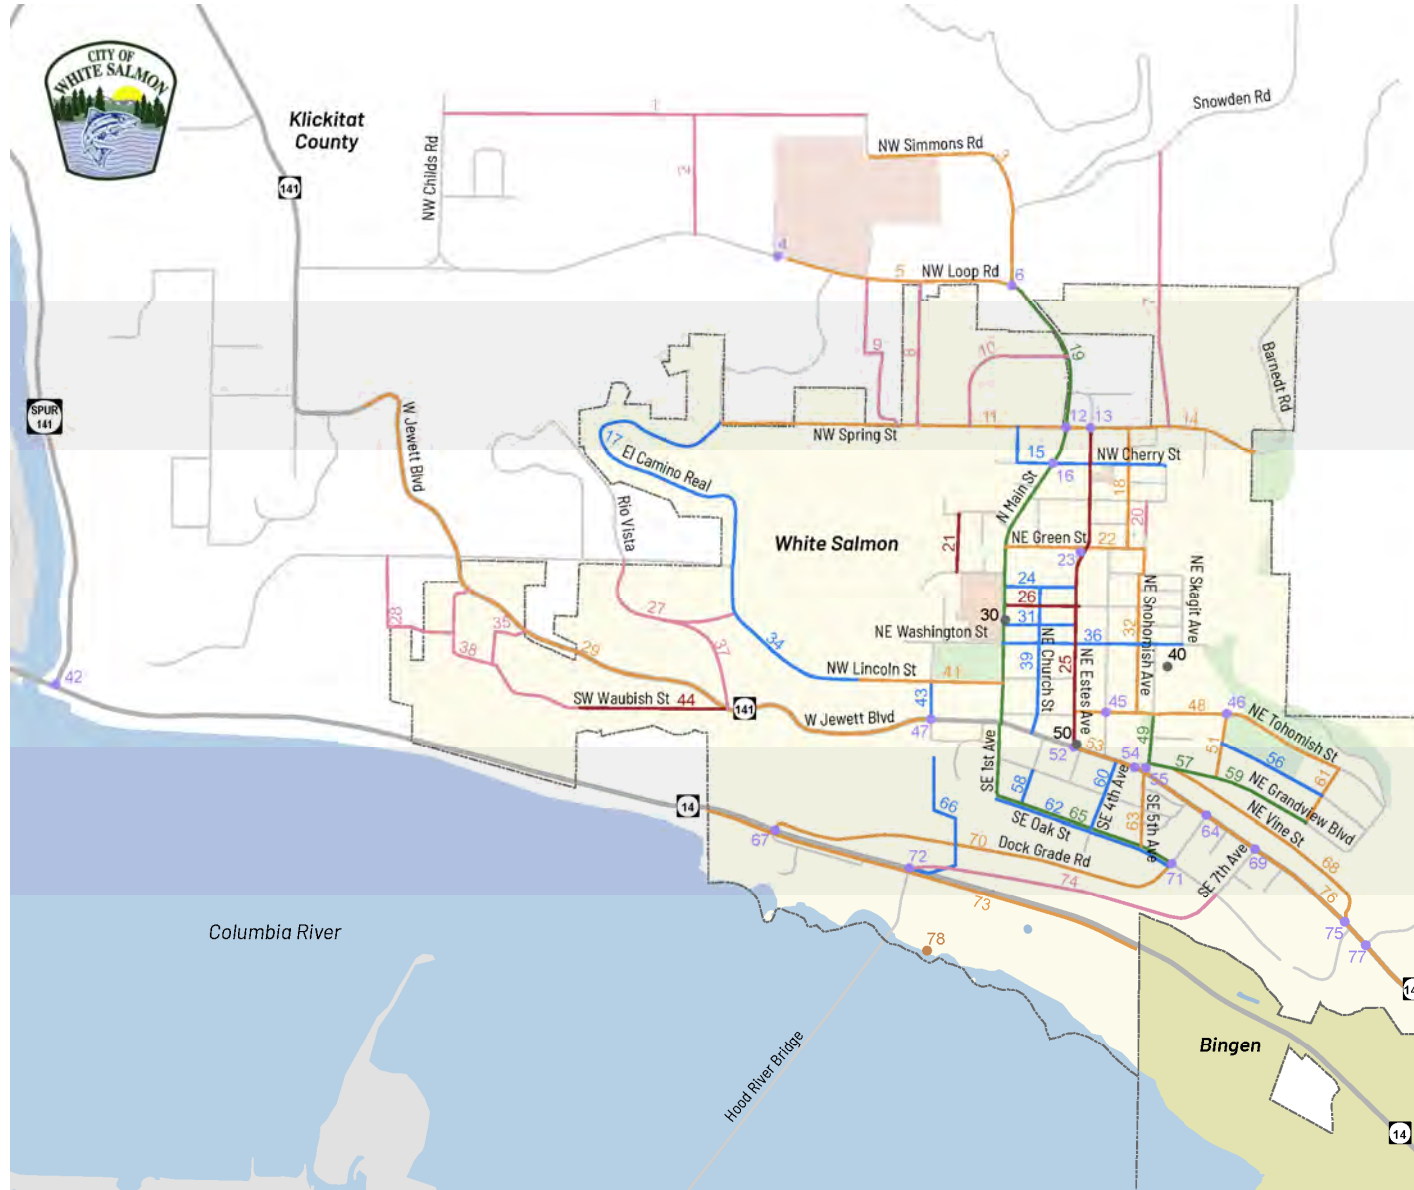 CITY OF
WHITE SALMON
Klickitat
County
141
NW Childs Rd
1
2
NW Simmons Rd
3
Snowden Rd
4
5
NW Loop Rd
6
7
SPUR
141
W Jewett Blvd
9
8
10
19
Barnedt Rd
11
12
13
14
NW Spring St
17
El Camino Real
15
16
NW Cherry St
N Main St
18
20
Rio Vista
White Salmon
21
NE Green St
22
23
24
26
NE Skagit Ave
NE Snohomish Ave
28
27
30
31
32
35
NE Washington St
36
34
37
38
29
39
NE Church St
25
NE Estes Ave
40
42
NW Lincoln St
41
43
SW Waubish St
44
141
W Jewett Blvd
47
45
48
46
NE Tohomish St
SE 1st Ave
50
52
53
54
49
55
51
56
57
59
61
NE Grandview Blvd
58
60
SE 4th Ave
62
65
SE Oak St
63
SE 5th Ave
NE Vine St
14
66
67
64
68
69
70
Dock Grade Rd
71
72
SE 7th Ave
74
73
76
75
77
78
Columbia River
14
Bingen
Hood River Bridge
14